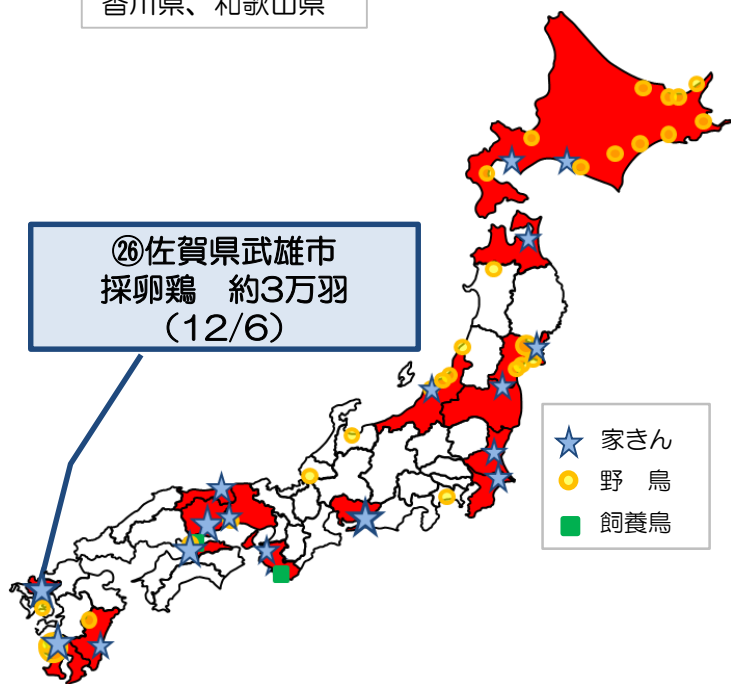 香川県、和歌山県
㉖佐賀県武雄市
採卵鶏　約3万羽
（12/6）
家きん
野　鳥
飼養鳥